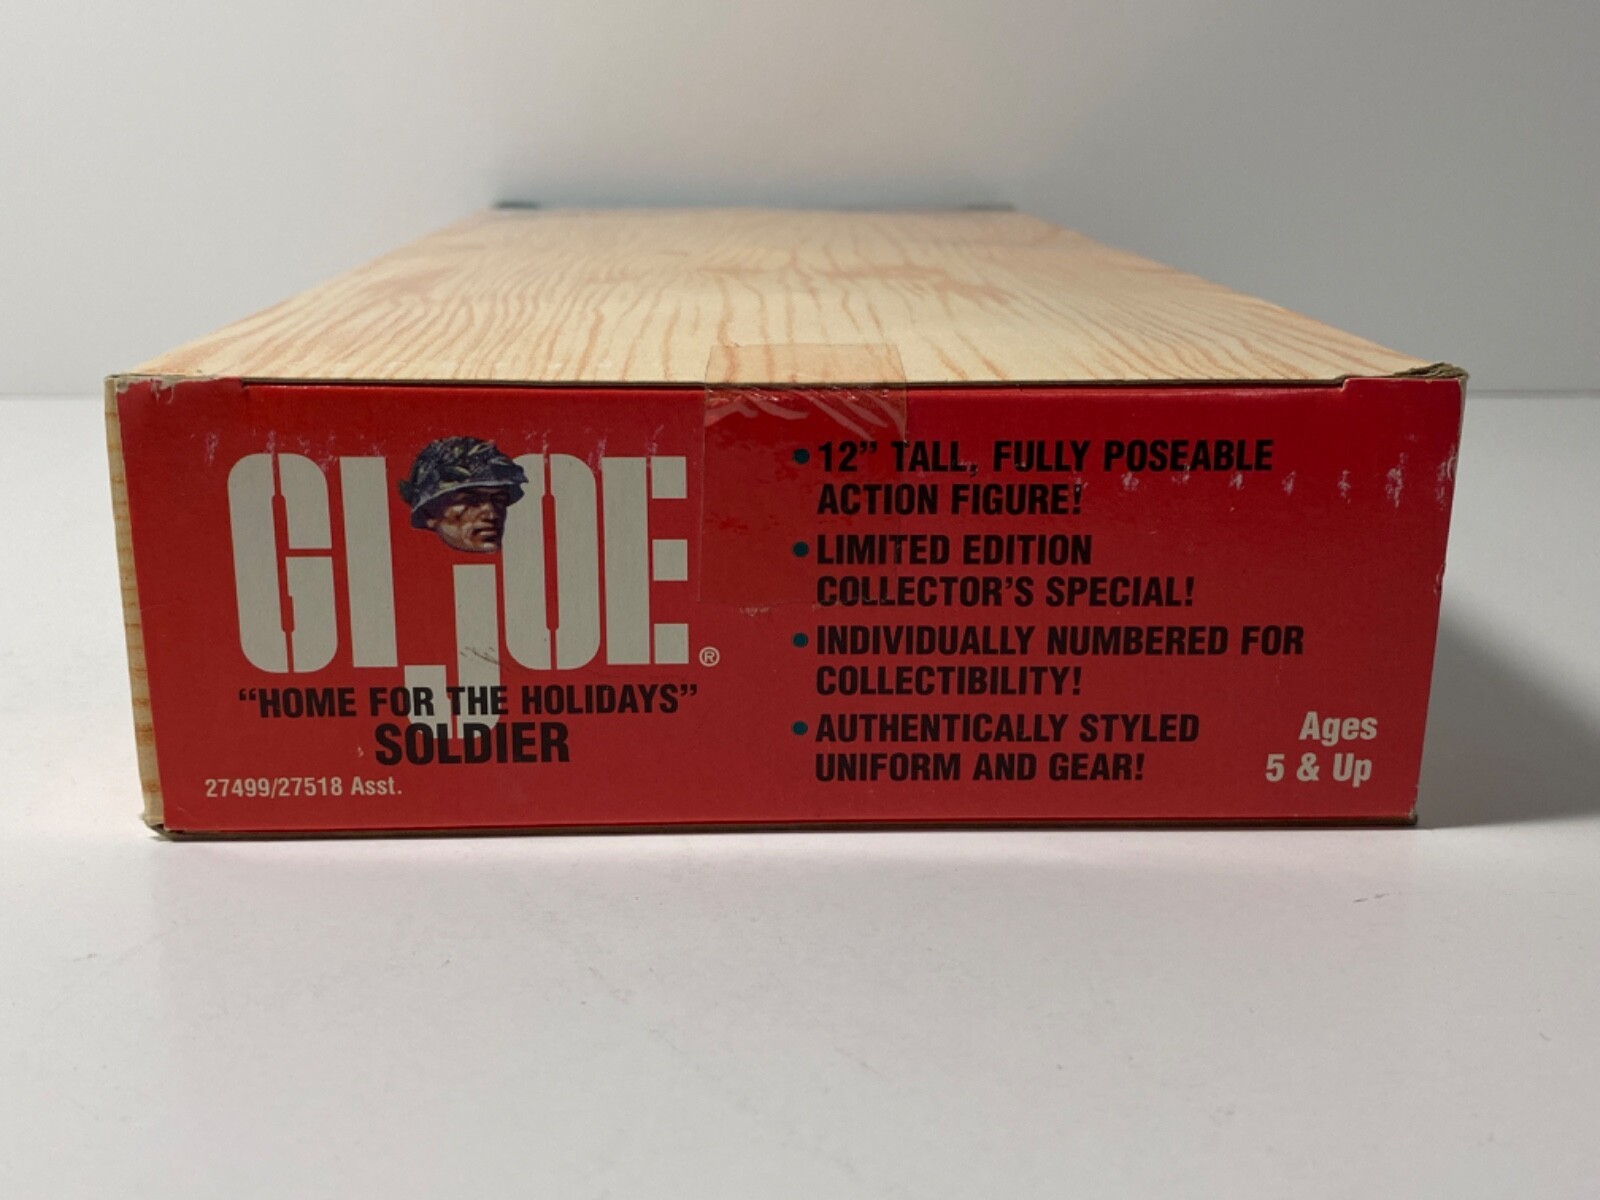 GI JOE®
"HOME FOR THE HOLIDAYS"
SOLDIER
27499/27518 Asst.
• 12" TALL, FULLY POSEABLE
ACTION FIGURE!
• LIMITED EDITION
COLLECTOR'S SPECIAL!
• INDIVIDUALLY NUMBERED FOR
COLLECTIBILITY!
• AUTHENTICALLY STYLED
UNIFORM AND GEAR!
Ages
5 & Up